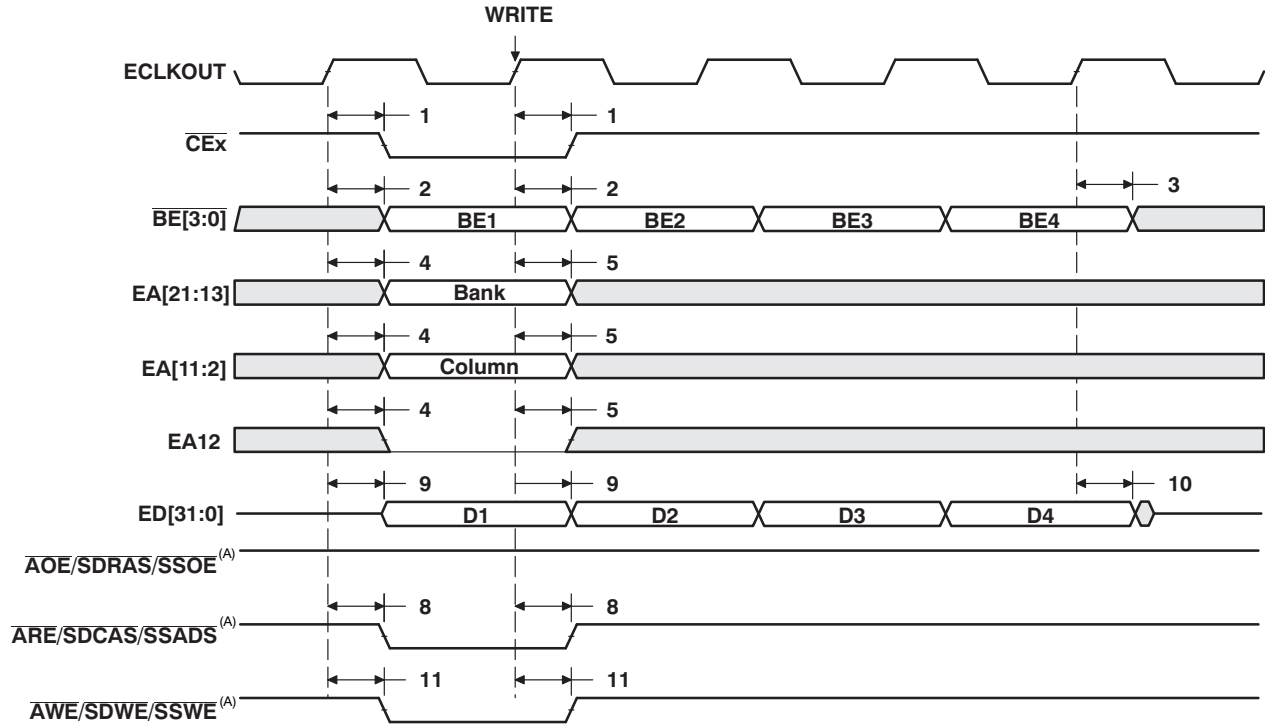 WRITE
ECLKOUT
1 1
CEx
2 2 3
BE[3:0] BE1 BE2 BE3 BE4
4 5
EA[21:13] Bank
4 5
EA[11:2] Column
4 5
EA12
9 9 10
ED[31:0] D1 D2 D3 D4
AOE/SDRAS/SSOE(A)
8 8
ARE/SDCAS/SSADS(A)
11 11
AWE/SDWE/SSWE(A)